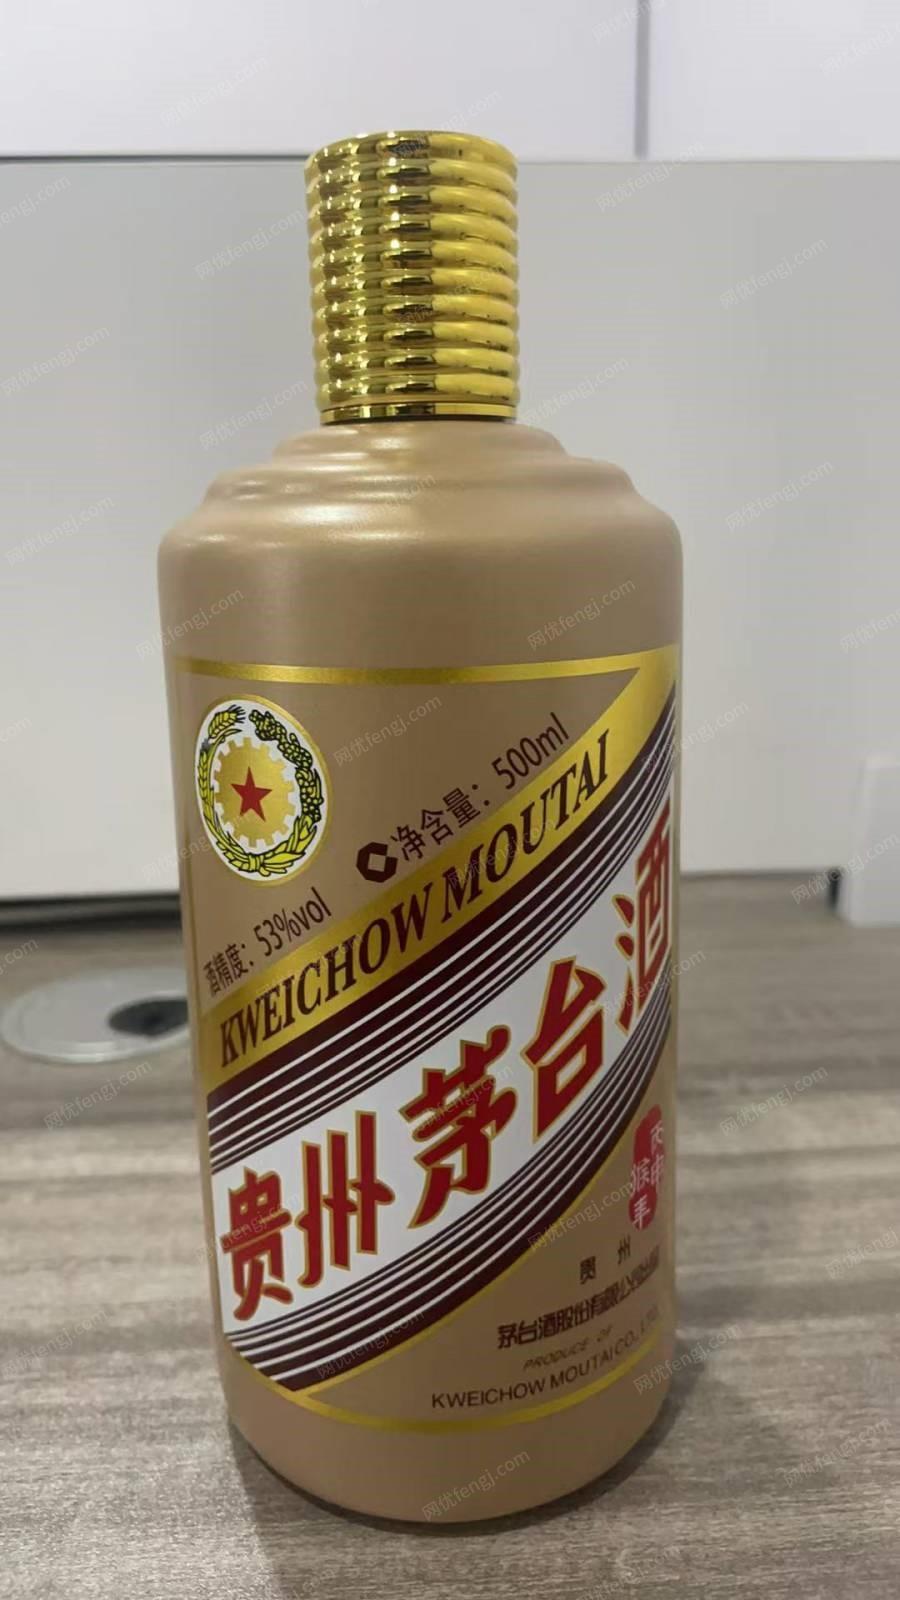 酒精度：53%vol
净含量：500ml
KWEICHOW MOUTAI
贵州茅台酒
丙申
猴年
贵州
茅台酒股份有限公司出品
PRODUCE OF
KWEICHOW MOUTAI CO., LTD.
网优fengj.com